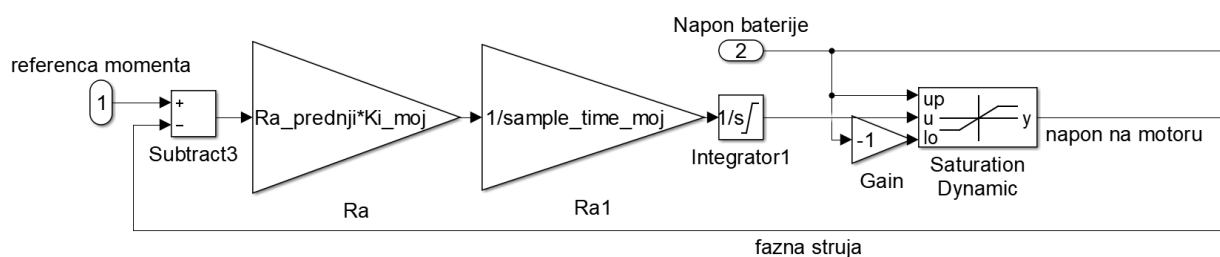 Napon baterije
2
referenca momenta
1
+
−
Subtract3
Ra_prednji*Ki_moj
Ra
1/sample_time_moj
Ra1
1/s
Integrator1
-1
Gain
up
u
lo
y
Saturation
Dynamic
napon na motoru
fazna struja